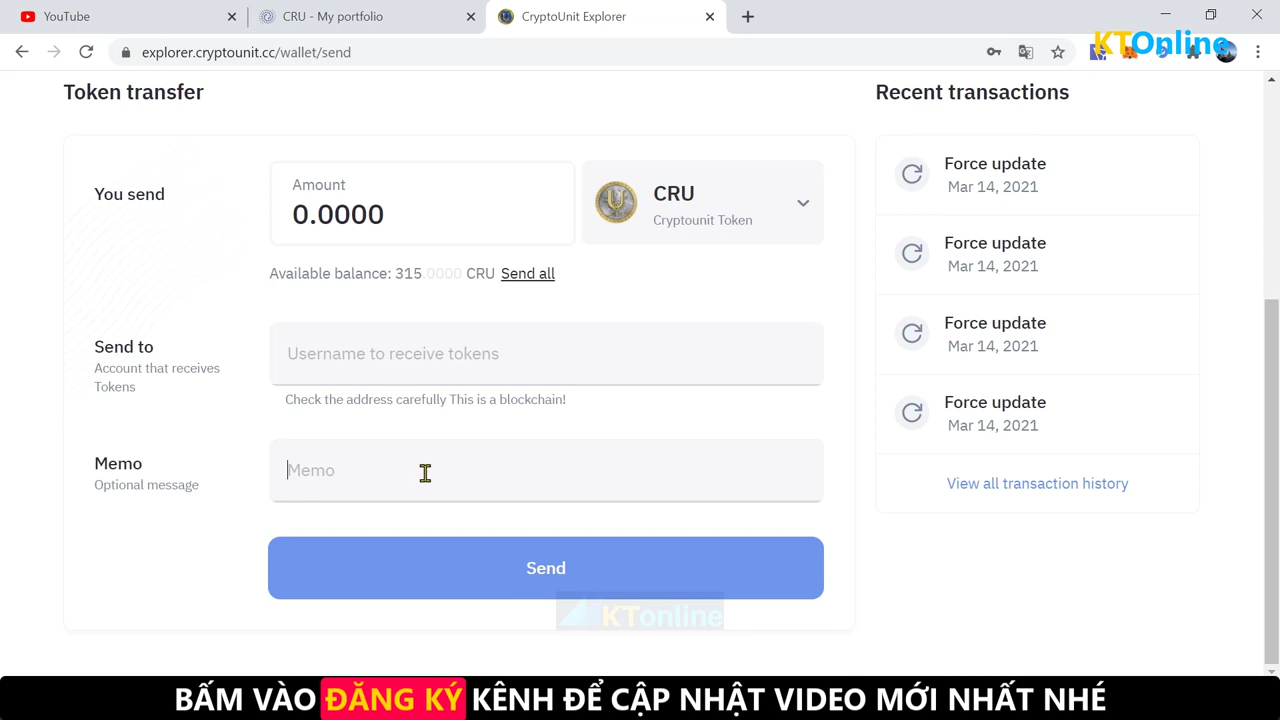 YouTube
CRU - My portfolio
CryptoUnit Explorer
explorer.cryptounit.cc/wallet/send
KTOnline
Token transfer
Recent transactions
You send
Amount
0.0000
CRU
Cryptounit Token
Available balance: 315.0000 CRU Send all
Send to
Account that receives
Tokens
Username to receive tokens
Check the address carefully This is a blockchain!
Memo
Optional message
Memo
Send
Force update
Mar 14, 2021
Force update
Mar 14, 2021
Force update
Mar 14, 2021
Force update
Mar 14, 2021
View all transaction history
KTonline
BẤM VÀO ĐĂNG KÝ KÊNH ĐỂ CẬP NHẬT VIDEO MỚI NHẤT NHÉ